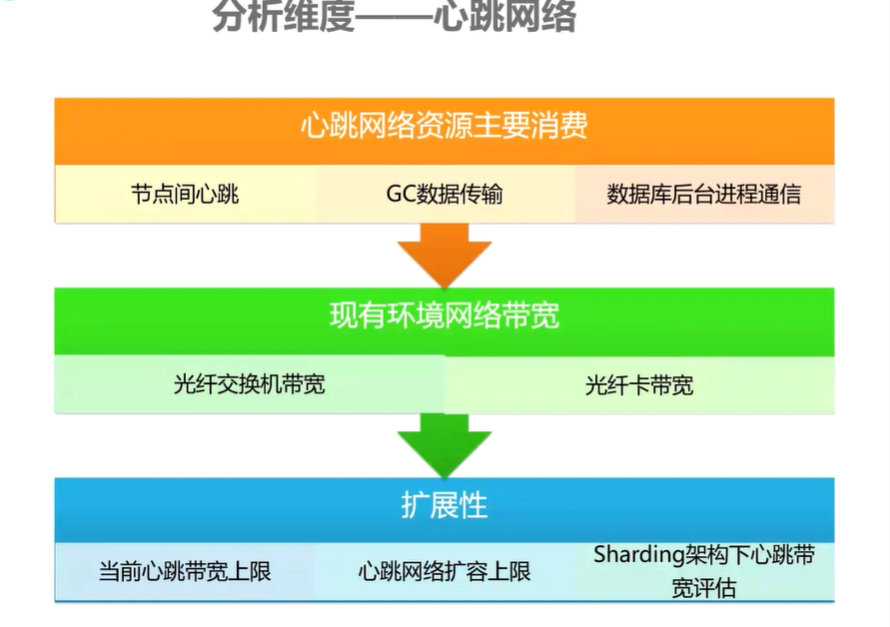 分析维度——心跳网络
心跳网络资源主要消费
节点间心跳
GC数据传输
数据库后台进程通信
现有环境网络带宽
光纤交换机带宽
光纤卡带宽
扩展性
当前心跳带宽上限
心跳网络扩容上限
Sharding架构下心跳带
宽评估